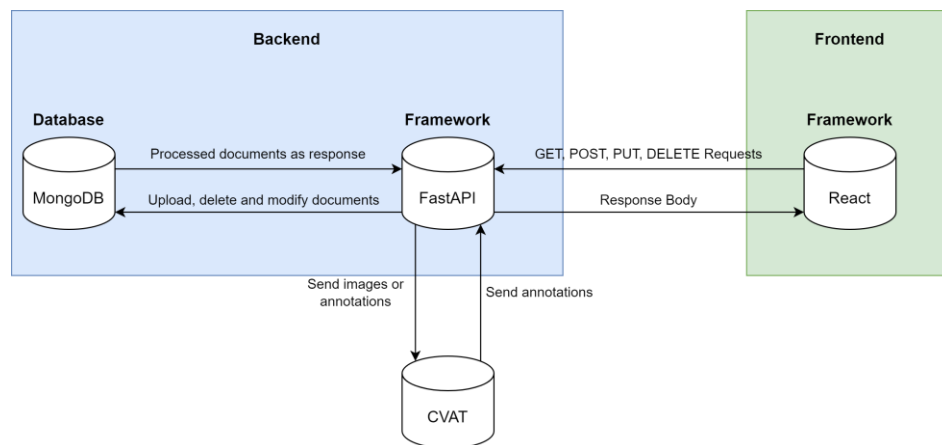 Backend
Frontend
Database
Framework
Framework
Processed documents as response
GET, POST, PUT, DELETE Requests
MongoDB
FastAPI
React
Upload, delete and modify documents
Response Body
Send images or
annotations
Send annotations
CVAT